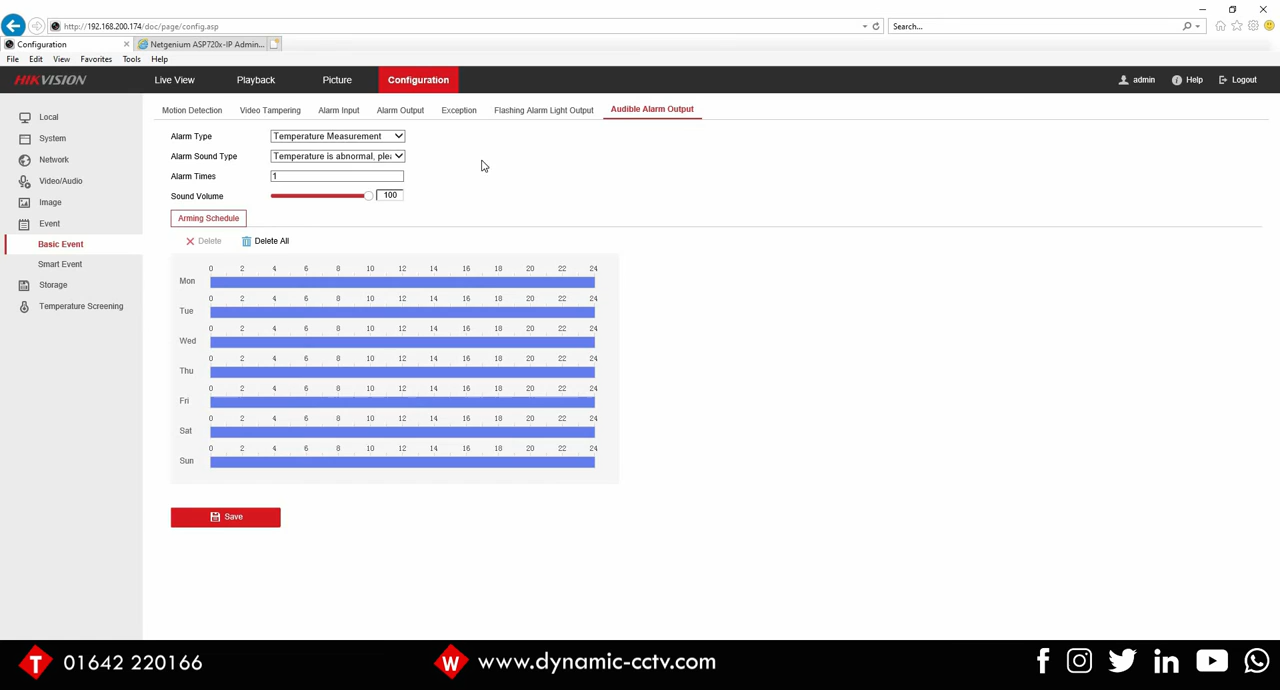 http://192.168.200.174/doc/page/config.asp
Search...
Configuration
Netgenium ASP720x-IP Admin...
File Edit View Favorites Tools Help
HIKVISION
Live View Playback Picture Configuration
admin Help Logout
Local
System
Network
Video/Audio
Image
Event
Basic Event
Smart Event
Storage
Temperature Screening
Motion Detection Video Tampering Alarm Input Alarm Output Exception Flashing Alarm Light Output Audible Alarm Output
Alarm Type Temperature Measurement
Alarm Sound Type Temperature is abnormal, plea
Alarm Times 1
Sound Volume 100
Arming Schedule
Delete Delete All
0 2 4 6 8 10 12 14 16 18 20 22 24
Mon
0 2 4 6 8 10 12 14 16 18 20 22 24
Tue
0 2 4 6 8 10 12 14 16 18 20 22 24
Wed
0 2 4 6 8 10 12 14 16 18 20 22 24
Thu
0 2 4 6 8 10 12 14 16 18 20 22 24
Fri
0 2 4 6 8 10 12 14 16 18 20 22 24
Sat
0 2 4 6 8 10 12 14 16 18 20 22 24
Sun
Save
T 01642 220166
W www.dynamic-cctv.com